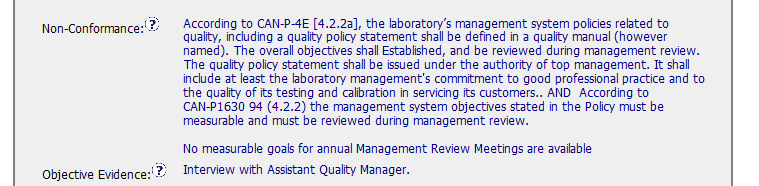 Non-Conformance:? According to CAN-P-4E [4.2.2a], the laboratory's management system policies related to
quality, including a quality policy statement shall be defined in a quality manual (however
named). The overall objectives shall Established, and be reviewed during management review.
The quality policy statement shall be issued under the authority of top management. It shall
include at least the laboratory management's commitment to good professional practice and to
the quality of its testing and calibration in servicing its customers.. AND According to
CAN-P1630 94 (4.2.2) the management system objectives stated in the Policy must be
measurable and must be reviewed during management review.
No measurable goals for annual Management Review Meetings are available
Objective Evidence:? Interview with Assistant Quality Manager.